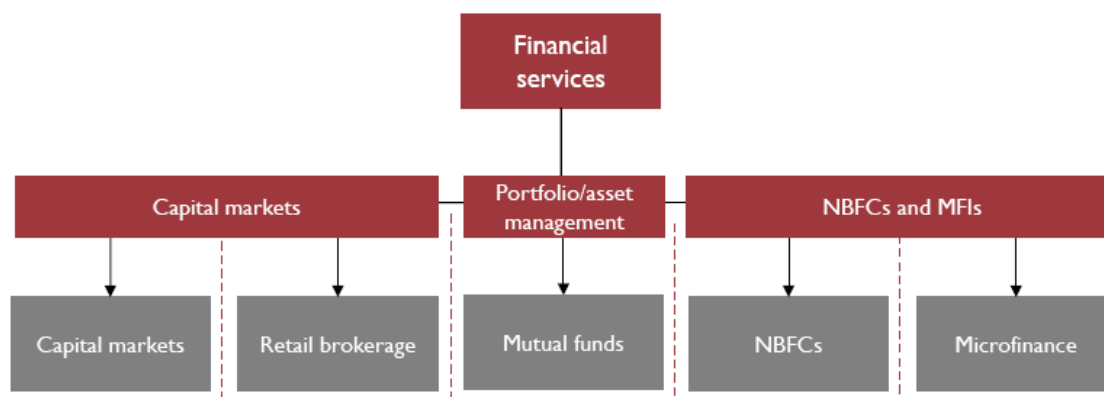 Financial
services
Capital markets
Portfolio/asset
management
NBFCs and MFIs
Capital markets
Retail brokerage
Mutual funds
NBFCs
Microfinance